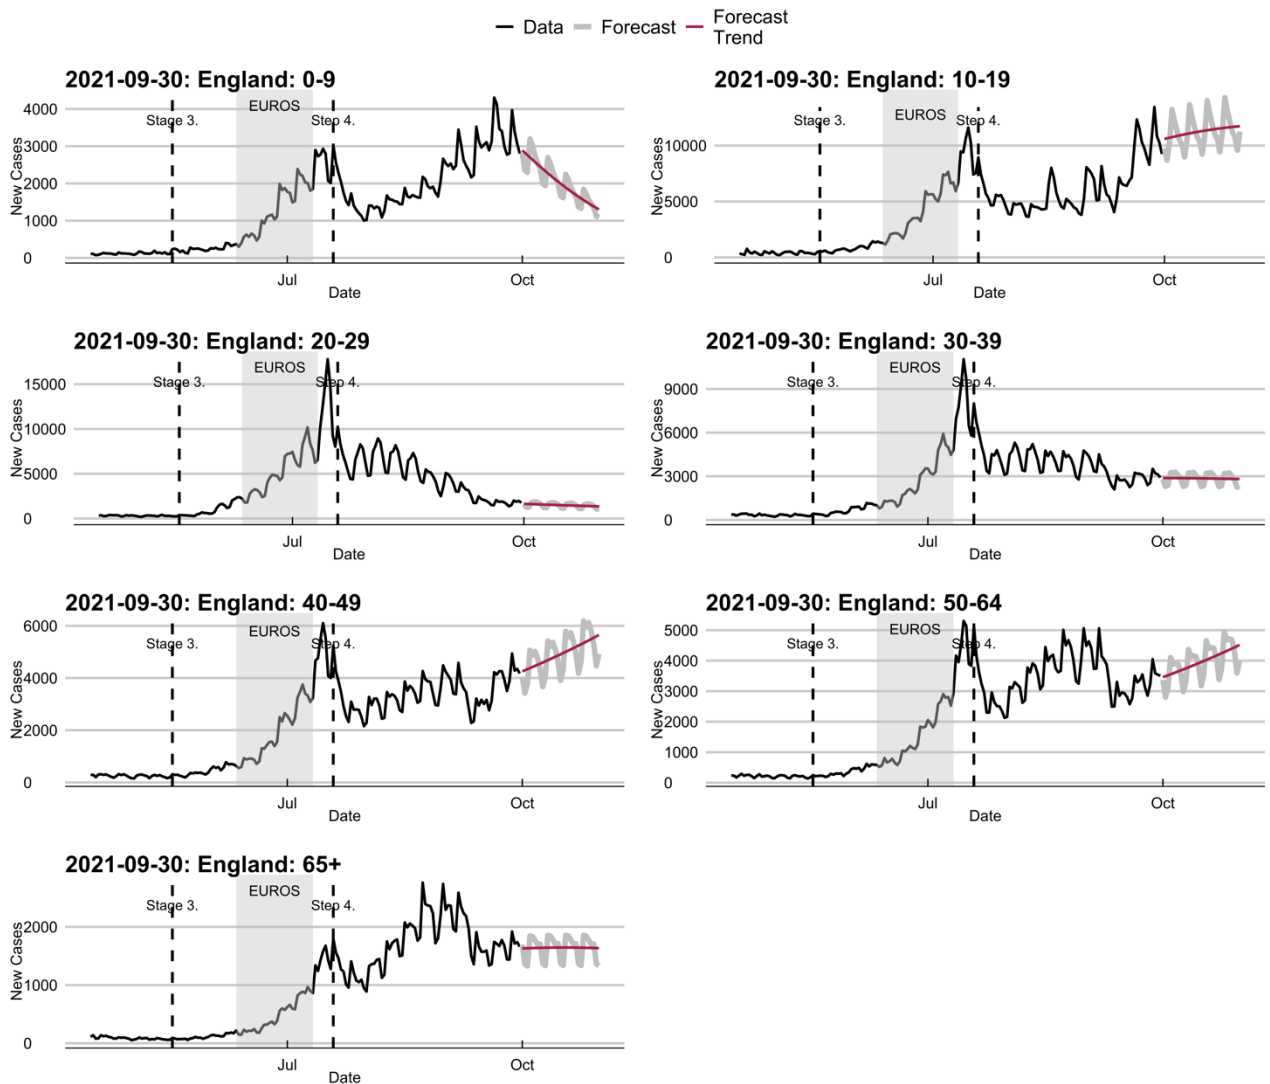 Data Forecast Forecast
Trend
2021-09-30: England: 0-9
4000
3000
2000
1000
0
New Cases
EUROS
Stage 3.
Step 4.
Jul
Oct
Date
2021-09-30: England: 10-19
10000
5000
0
New Cases
EUROS
Stage 3.
Step 4.
Jul
Oct
Date
2021-09-30: England: 20-29
15000
10000
5000
0
New Cases
EUROS
Stage 3.
Step 4.
Jul
Oct
Date
2021-09-30: England: 30-39
9000
6000
3000
0
New Cases
EUROS
Stage 3.
Step 4.
Jul
Oct
Date
2021-09-30: England: 40-49
6000
4000
2000
0
New Cases
EUROS
Stage 3.
Step 4.
Jul
Oct
Date
2021-09-30: England: 50-64
5000
4000
3000
2000
1000
0
New Cases
EUROS
Stage 3.
Step 4.
Jul
Oct
Date
2021-09-30: England: 65+
2000
1000
0
New Cases
EUROS
Stage 3.
Step 4.
Jul
Oct
Date